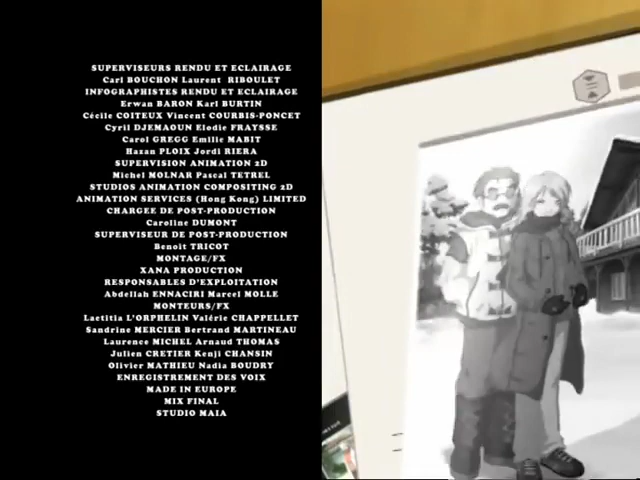 SUPERVISEURS RENDU ET ECLAIRAGE
Carl BOUCHON Laurent RIBOULET
INFOGRAPHISTES RENDU ET ECLAIRAGE
Erwan BARON Karl BURTIN
Cécile COITEUX Vincent COURBIS-PONCET
Cyril DJEMAOUN Elodie FRAYSSE
Carol GREGG Emilie MABIT
Hazan PLOIX Jordi RIERA
SUPERVISION ANIMATION 2D
Michel MOLNAR Pascal TETREL
STUDIOS ANIMATION COMPOSITING 2D
ANIMATION SERVICES (Hong Kong) LIMITED
CHARGEE DE POST-PRODUCTION
Caroline DUMONT
SUPERVISEUR DE POST-PRODUCTION
Benoît TRICOT
MONTAGE/FX
XANA PRODUCTION
RESPONSABLES D'EXPLOITATION
Abdellah ENNACIRI Marcel MOLLE
MONTEURS/FX
Laetitia L'ORPHELIN Valérie CHAPPELLET
Sandrine MERCIER Bertrand MARTINEAU
Laurence MICHEL Arnaud THOMAS
Julien CRETIER Kenji CHANSIN
Olivier MATHIEU Nadia BOUDRY
ENREGISTREMENT DES VOIX
MADE IN EUROPE
MIX FINAL
STUDIO MAIA